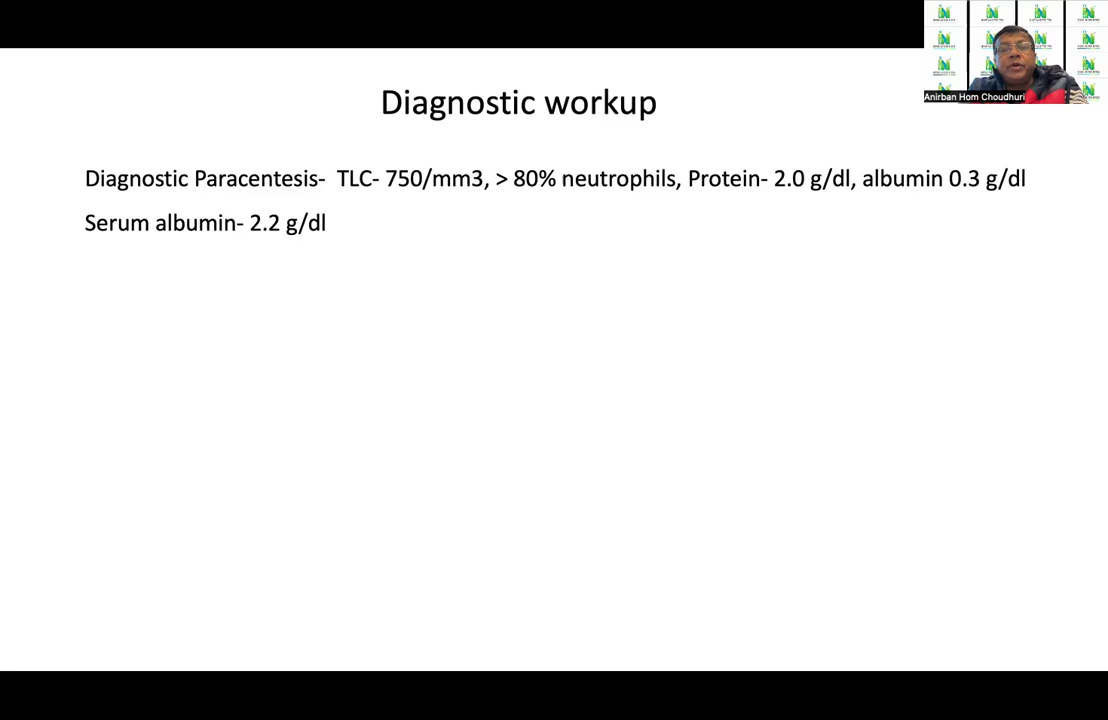 Diagnostic workup
Diagnostic Paracentesis-  TLC- 750/mm3, > 80% neutrophils, Protein- 2.0 g/dl, albumin 0.3 g/dl
Serum albumin- 2.2 g/dl
Anirban Hom Choudhuri